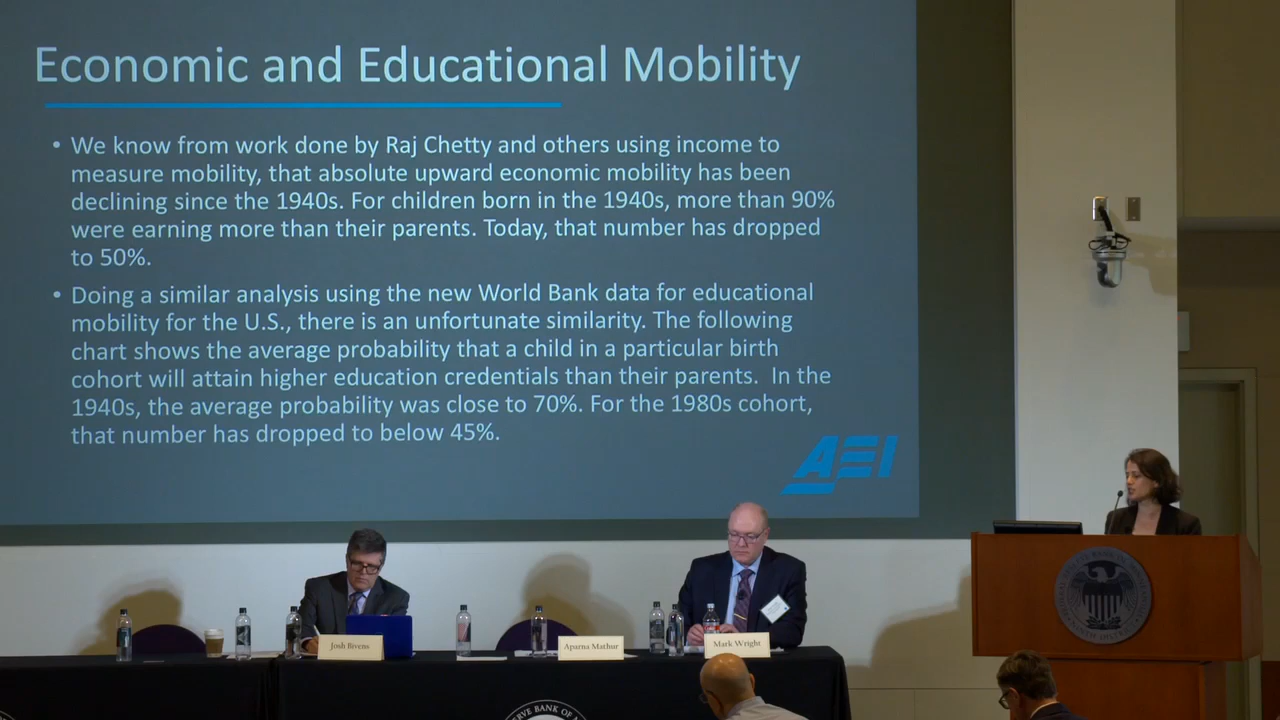 Economic and Educational Mobility
• We know from work done by Raj Chetty and others using income to
measure mobility, that absolute upward economic mobility has been
declining since the 1940s. For children born in the 1940s, more than 90%
were earning more than their parents. Today, that number has dropped
to 50%.
• Doing a similar analysis using the new World Bank data for educational
mobility for the U.S., there is an unfortunate similarity. The following
chart shows the average probability that a child in a particular birth
cohort will attain higher education credentials than their parents. In the
1940s, the average probability was close to 70%. For the 1980s cohort,
that number has dropped to below 45%.
AEI
Josh Bivens
Aparna Mathur
Mark Wright
RVE BANK OF